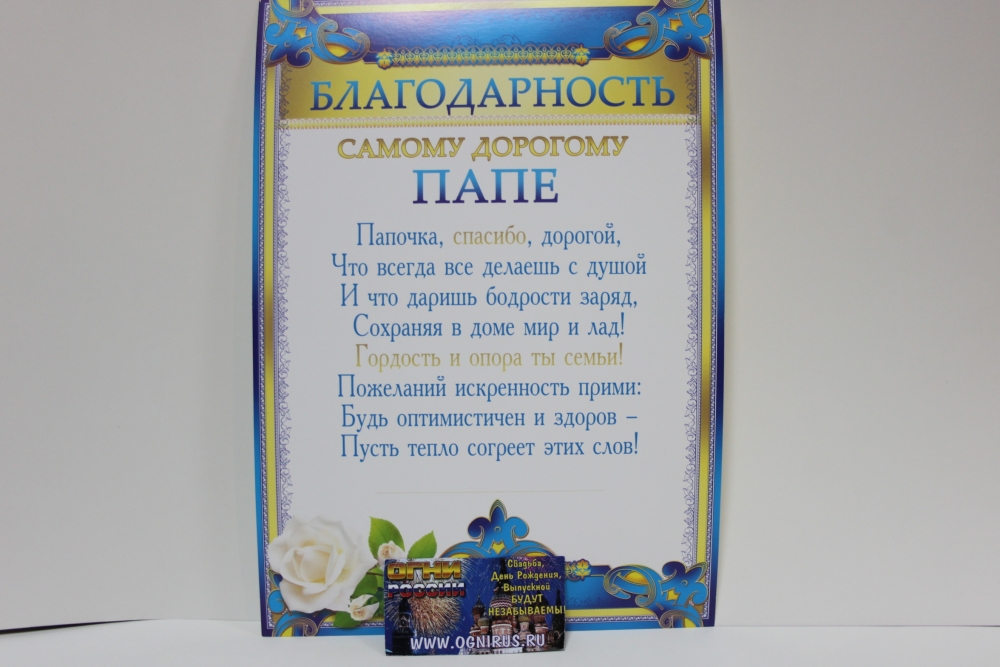 БЛАГОДАРНОСТЬ
САМОМУ ДОРОГОМУ
ПАПЕ
Папочка, спасибо, дорогой,
Что всегда все делаешь с душой
И что даришь бодрости заряд,
Сохраняя в доме мир и лад!
Гордость и опора ты семьи!
Пожеланий искренность прими:
Будь оптимистичен и здоров –
Пусть тепло согреет этих слов!
ОГНИ
РОССИИ
Свадьба,
День Рождения,
Выпускной
БУДУТ
НЕЗАБЫВАЕМЫ!
WWW.OGNIRUS.RU